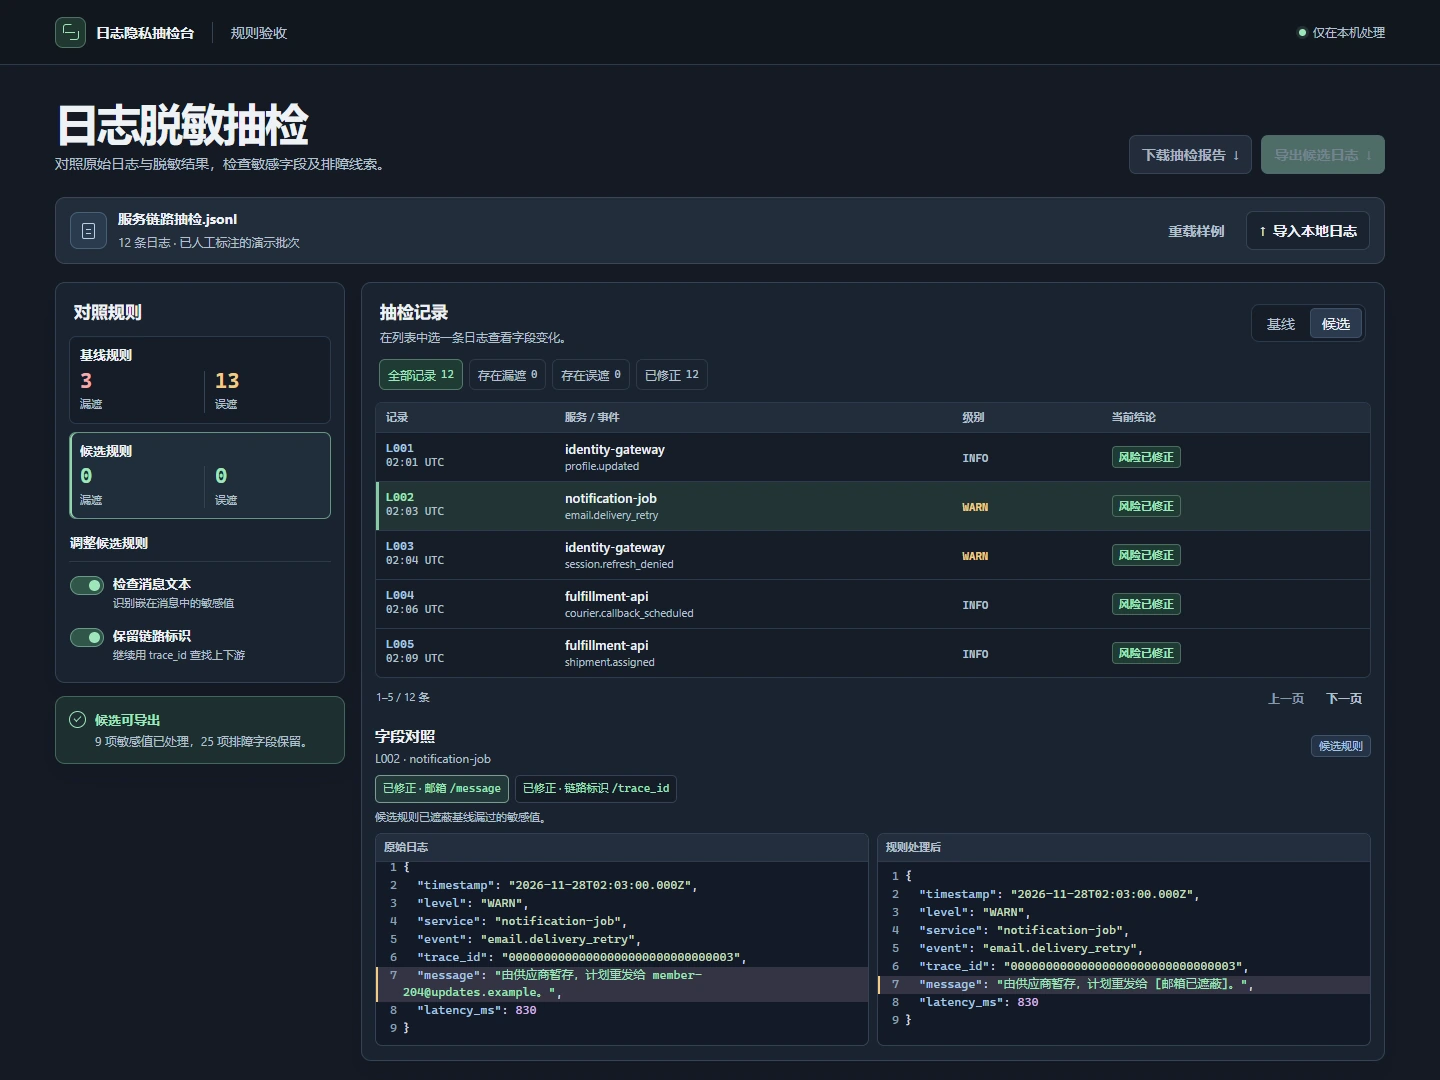 日志隐私抽检台
规则验收
仅在本机处理
日志脱敏抽检
对照原始日志与脱敏结果，检查敏感字段及排障线索。
下载抽检报告 ↓
导出候选日志 ↓
服务链路抽检.jsonl
12 条日志 · 已人工标注的演示批次
重载样例
↑ 导入本地日志
对照规则
基线规则
3 13
漏遮 误遮
候选规则
0 0
漏遮 误遮
调整候选规则
检查消息文本
识别嵌在消息中的敏感值
保留链路标识
继续用 trace_id 查找上下游
候选可导出
9 项敏感值已处理，25 项排障字段保留。
抽检记录
在列表中选一条日志查看字段变化。
基线 候选
全部记录 12 存在漏遮 0 存在误遮 0 已修正 12
记录 服务 / 事件 级别 当前结论
L001 identity-gateway
02:01 UTC profile.updated INFO 风险已修正
L002 notification-job
02:03 UTC email.delivery_retry WARN 风险已修正
L003 identity-gateway
02:04 UTC session.refresh_denied WARN 风险已修正
L004 fulfillment-api
02:06 UTC courier.callback_scheduled INFO 风险已修正
L005 fulfillment-api
02:09 UTC shipment.assigned INFO 风险已修正
1–5 / 12 条
上一页 下一页
字段对照
L002 · notification-job
候选规则
已修正 · 邮箱 /message 已修正 · 链路标识 /trace_id
候选规则已遮蔽基线漏过的敏感值。
原始日志
1 {
2 "timestamp": "2026-11-28T02:03:00.000Z",
3 "level": "WARN",
4 "service": "notification-job",
5 "event": "email.delivery_retry",
6 "trace_id": "00000000000000000000000000000003",
7 "message": "由供应商暂存，计划重发给 member-
204@updates.example。",
8 "latency_ms": 830
9 }
规则处理后
1 {
2 "timestamp": "2026-11-28T02:03:00.000Z",
3 "level": "WARN",
4 "service": "notification-job",
5 "event": "email.delivery_retry",
6 "trace_id": "00000000000000000000000000000003",
7 "message": "由供应商暂存，计划重发给 [邮箱已遮蔽]。",
8 "latency_ms": 830
9 }